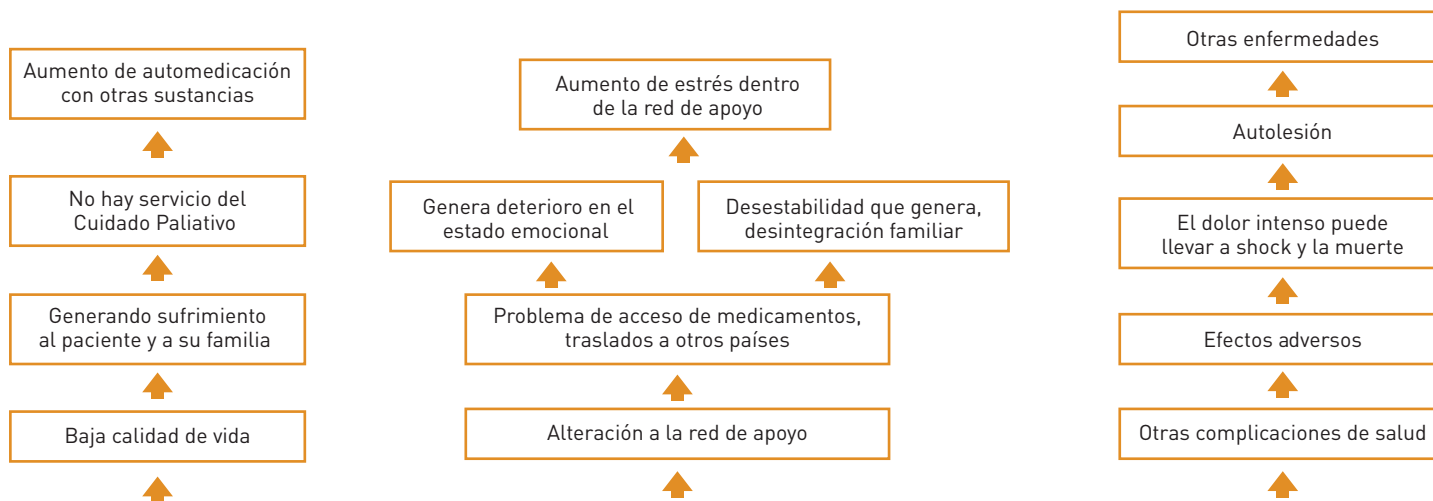 Aumento de automedicación
con otras sustancias
No hay servicio del
Cuidado Paliativo
Generando sufrimiento
al paciente y a su familia
Baja calidad de vida
Aumento de estrés dentro
de la red de apoyo
Genera deterioro en el
estado emocional
Desestabilidad que genera,
desintegración familiar
Problema de acceso de medicamentos,
traslados a otros países
Alteración a la red de apoyo
Otras enfermedades
Autolesión
El dolor intenso puede
llevar a shock y la muerte
Efectos adversos
Otras complicaciones de salud